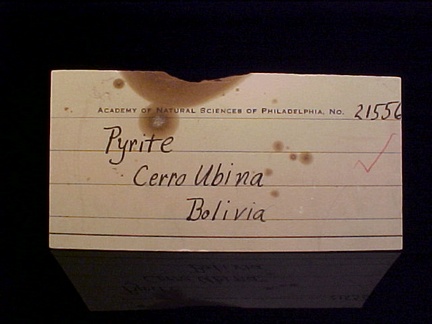 Academy of Natural Sciences of Philadelphia, No. 21556
Pyrite
Cerro Ubina
Bolivia